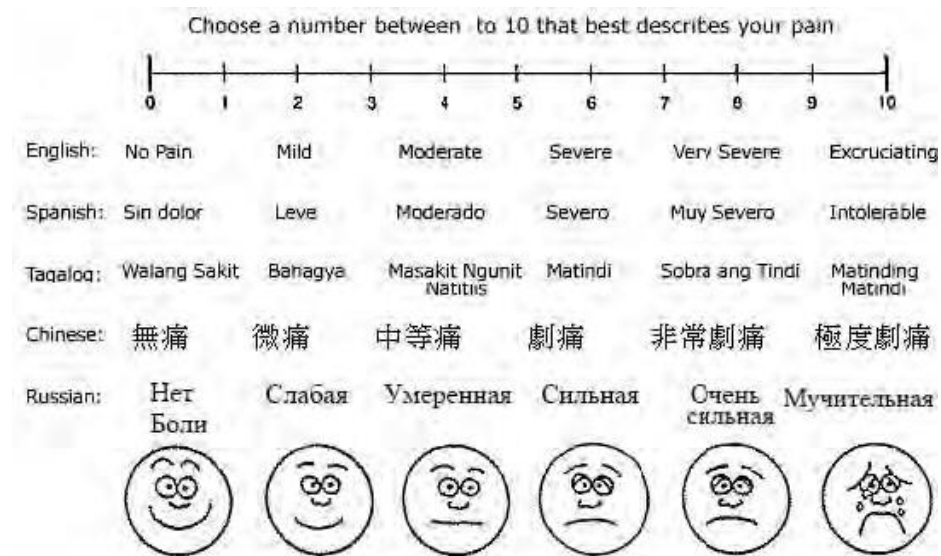 Choose a number between to 10 that best describes your pain
0 1 2 3 4 5 6 7 8 9 10
English: No Pain Mild Moderate Severe Very Severe Excruciating
Spanish: Sin dolor Leve Moderado Severo Muy Severo Intolerable
Tagalog: Walang Sakit Bahagya Masakit Ngunit Matindi Sobra ang Tindi Matinding
Natitiis Matindi
Chinese: 無痛 微痛 中等痛 劇痛 非常劇痛 極度劇痛
Russian: Нет Слабая Умеренная Сильная Очень Мучительная
Боли сильная